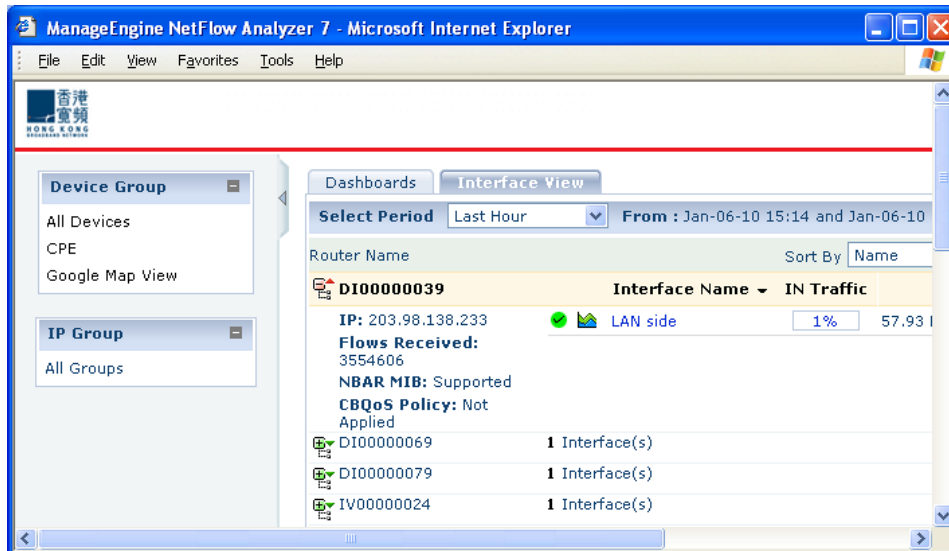 ManageEngine NetFlow Analyzer 7 - Microsoft Internet Explorer
File Edit View Favorites Tools Help
香港
寬頻
HONG KONG
BROADBAND NETWORK
Device Group
All Devices
CPE
Google Map View
IP Group
All Groups
Dashboards Interface View
Select Period Last Hour From : Jan-06-10 15:14 and Jan-06-10
Router Name Sort By Name
DI00000039 Interface Name IN Traffic
IP: 203.98.138.233 LAN side 1% 57.93
Flows Received:
3554606
NBAR MIB: Supported
CBQoS Policy: Not
Applied
DI00000069 1 Interface(s)
DI00000079 1 Interface(s)
IV00000024 1 Interface(s)